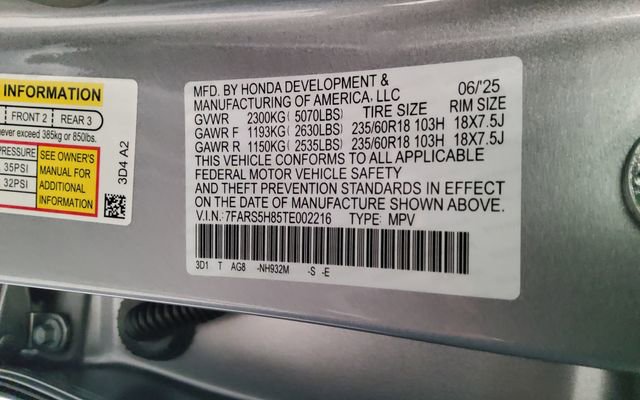 INFORMATION
FRONT 2 REAR 3
never exceed 385kg or 850lbs.
PRESSURE
35PSI
32PSI
SEE OWNER'S
MANUAL FOR
ADDITIONAL
INFORMATION
3D4 A2
MFD. BY HONDA DEVELOPMENT &
MANUFACTURING OF AMERICA, LLC 06/'25
GVWR 2300KG (5070LBS) TIRE SIZE RIM SIZE
GAWR F 1193KG (2630LBS) 235/60R18 103H 18X7.5J
GAWR R 1150KG (2535LBS) 235/60R18 103H 18X7.5J
THIS VEHICLE CONFORMS TO ALL APPLICABLE
FEDERAL MOTOR VEHICLE SAFETY
AND THEFT PREVENTION STANDARDS IN EFFECT
ON THE DATE OF MANUFACTURE SHOWN ABOVE.
V.I.N.: 7FARS5H85TE002216 TYPE: MPV
3D1 T AG8 -NH932M -S -E